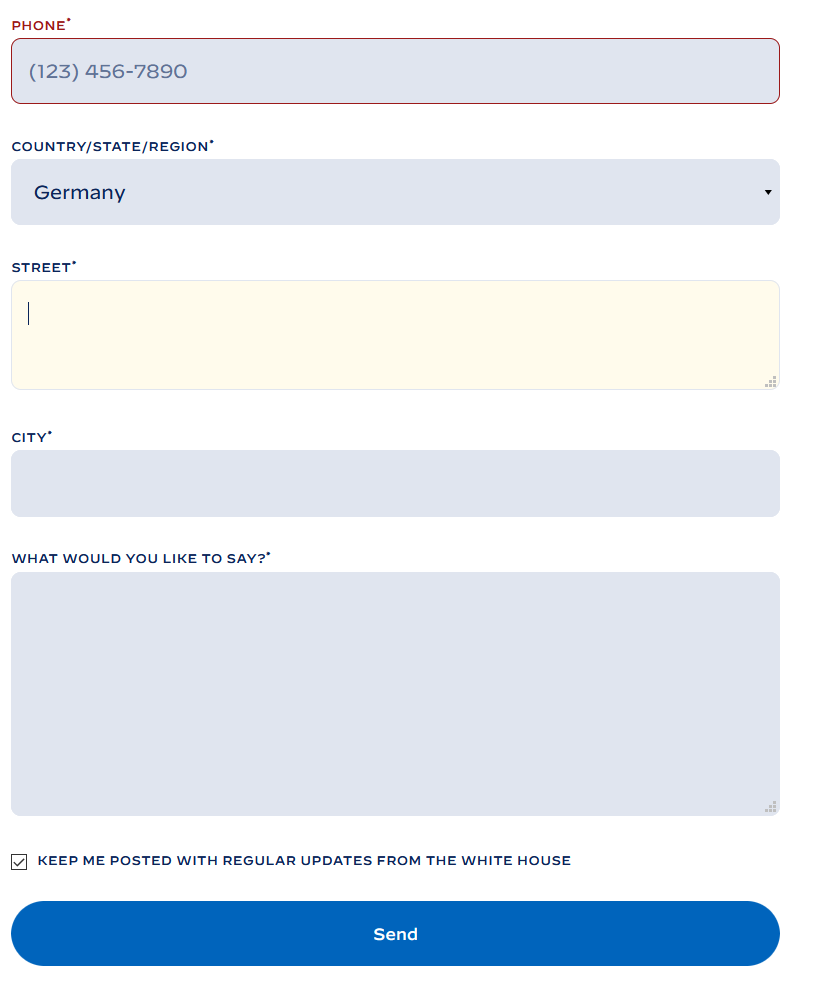 PHONE*
(123) 456-7890
COUNTRY/STATE/REGION*
Germany
STREET*
CITY*
WHAT WOULD YOU LIKE TO SAY?*
KEEP ME POSTED WITH REGULAR UPDATES FROM THE WHITE HOUSE
Send